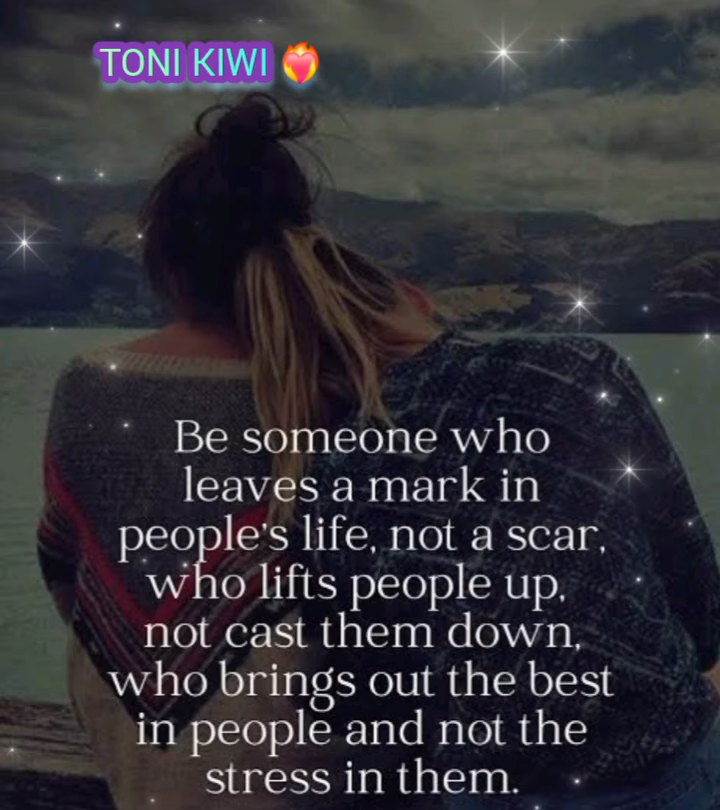 TONI KIWI ❤️‍🔥
Be someone who
leaves a mark in
people's life, not a scar,
who lifts people up,
not cast them down,
who brings out the best
in people and not the
stress in them.